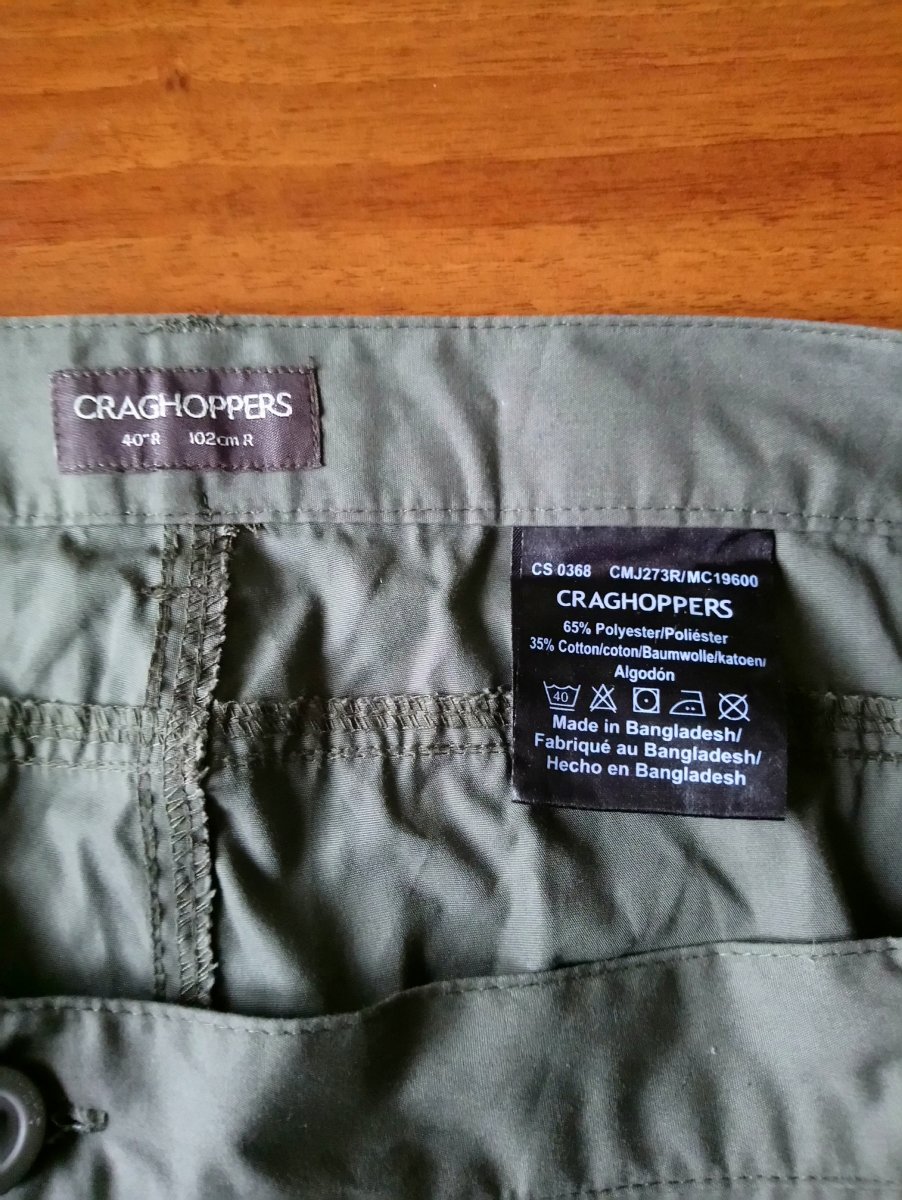 CRAGHOPPERS
40"R 102cm R
CS 0368 CMJ273R/MC19600
CRAGHOPPERS
65% Polyester/Poliéster
35% Cotton/coton/Baumwolle/katoen/
Algodón
40
Made in Bangladesh/
Fabriqué au Bangladesh/
Hecho en Bangladesh